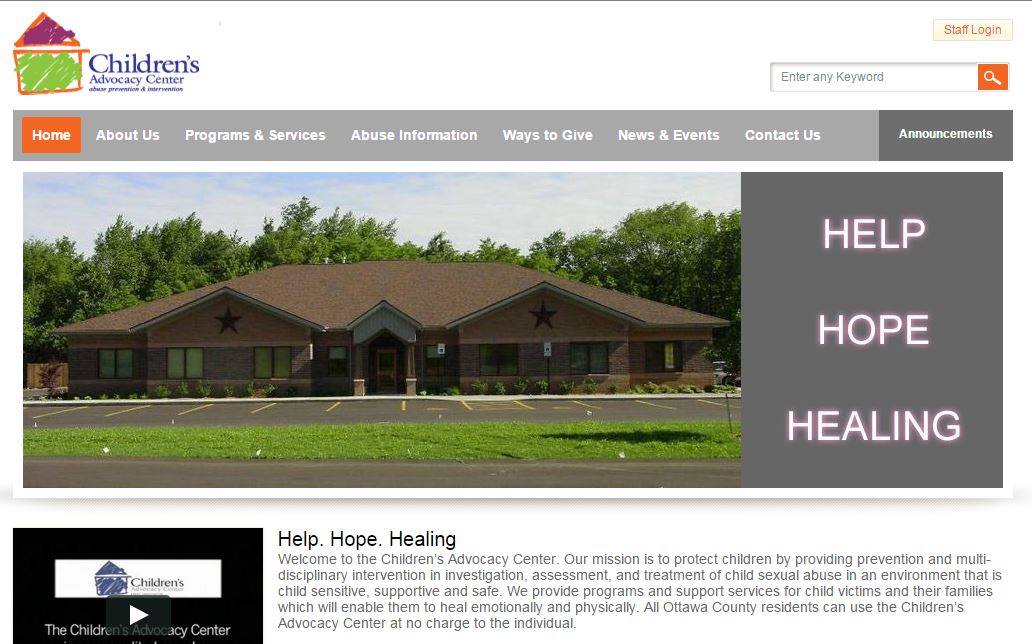 Staff Login
Children's
Advocacy Center
abuse prevention & intervention
Enter any Keyword
Home About Us Programs & Services Abuse Information Ways to Give News & Events Contact Us Announcements
HELP
HOPE
HEALING
Help. Hope. Healing
Welcome to the Children's Advocacy Center. Our mission is to protect children by providing prevention and multi-
disciplinary intervention in investigation, assessment, and treatment of child sexual abuse in an environment that is
child sensitive, supportive and safe. We provide programs and support services for child victims and their families
which will enable them to heal emotionally and physically. All Ottawa County residents can use the Children's
Advocacy Center at no charge to the individual.
Children's
Advocacy Center
The Children's Advocacy Center